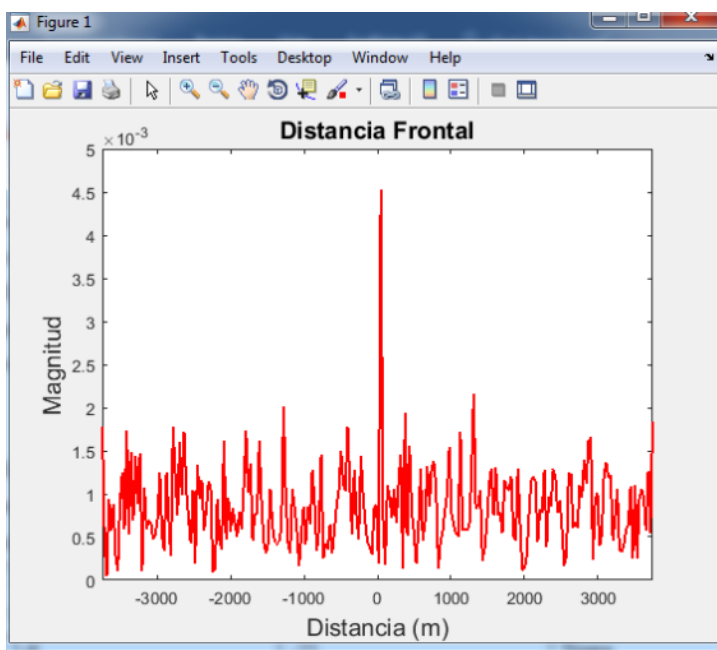 Figure 1
File Edit View Insert Tools Desktop Window Help
Distancia Frontal
×10⁻³
5
4.5
4
3.5
3
2.5
2
1.5
1
0.5
0
Magnitud
-3000 -2000 -1000 0 1000 2000 3000
Distancia (m)